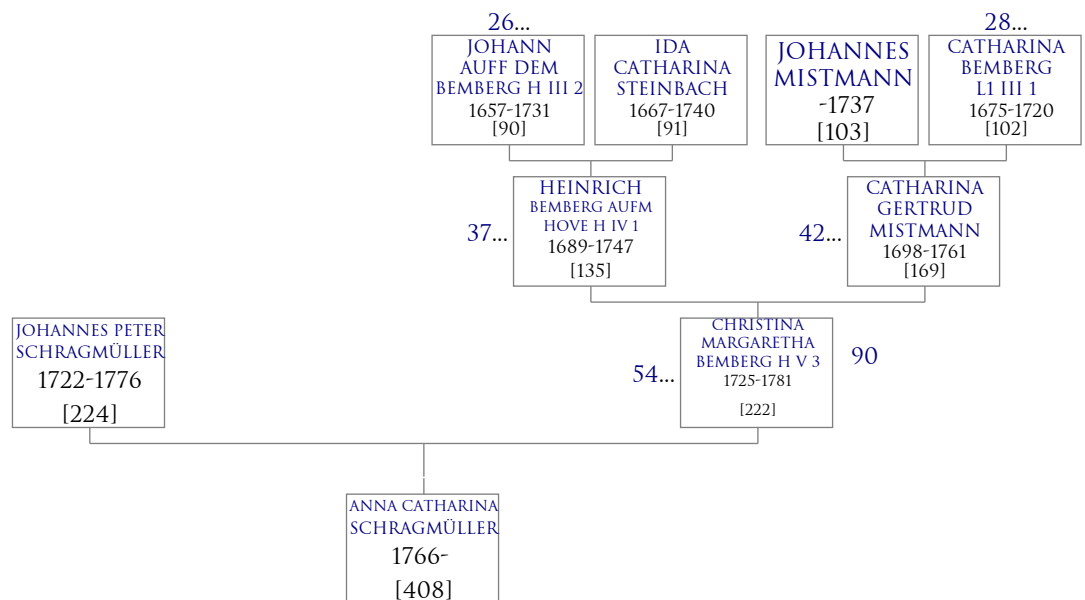 26...
JOHANN
AUFF DEM
BEMBERG H III 2
1657-1731
[90]
IDA
CATHARINA
STEINBACH
1667-1740
[91]
JOHANNES
MISTMANN
-1737
[103]
28...
CATHARINA
BEMBERG
L1 III 1
1675-1720
[102]
37...
HEINRICH
BEMBERG AUFM
HOVE H IV 1
1689-1747
[135]
42...
CATHARINA
GERTRUD
MISTMANN
1698-1761
[169]
JOHANNES PETER
SCHRAGMÜLLER
1722-1776
[224]
54...
CHRISTINA
MARGARETHA
BEMBERG H V 3
1725-1781
[222]
90
ANNA CATHARINA
SCHRAGMÜLLER
1766-
[408]